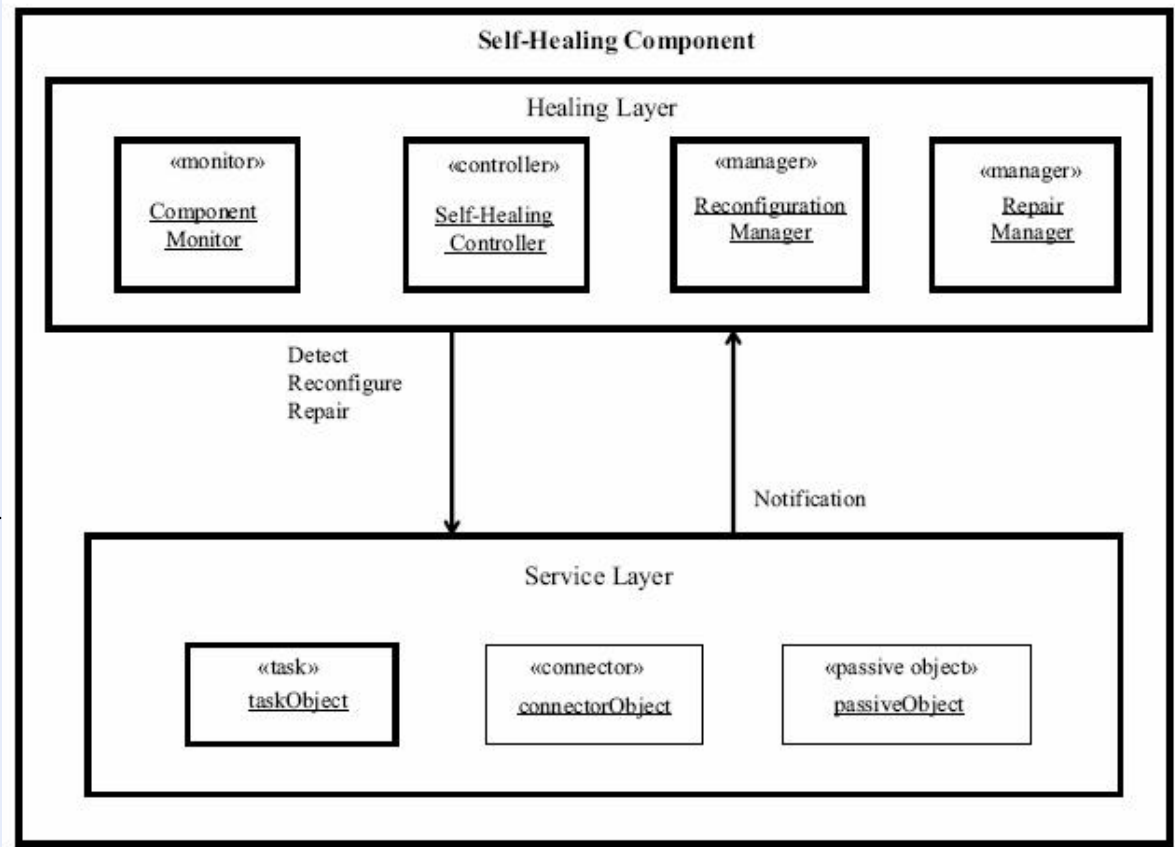 Self-Healing Component
Healing Layer
«monitor»
Component
Monitor
«controller»
Self-Healing
Controller
«manager»
Reconfiguration
Manager
«manager»
Repair
Manager
Detect
Reconfigure
Repair
Notification
Service Layer
«task»
taskObject
«connector»
connectorObject
«passive object»
passiveObject